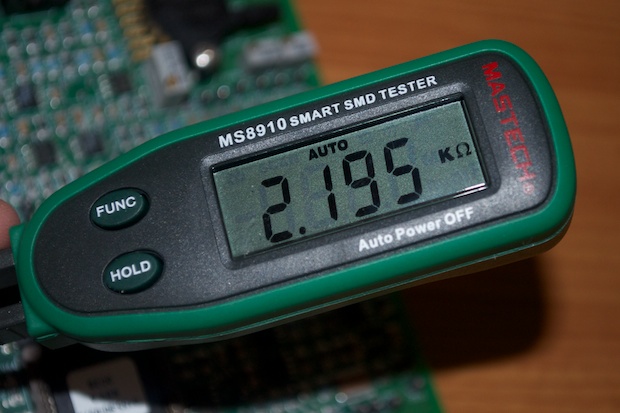 MS8910 SMART SMD TESTER
MASTECH®
AUTO
2.195 KΩ
FUNC
HOLD
Auto Power OFF